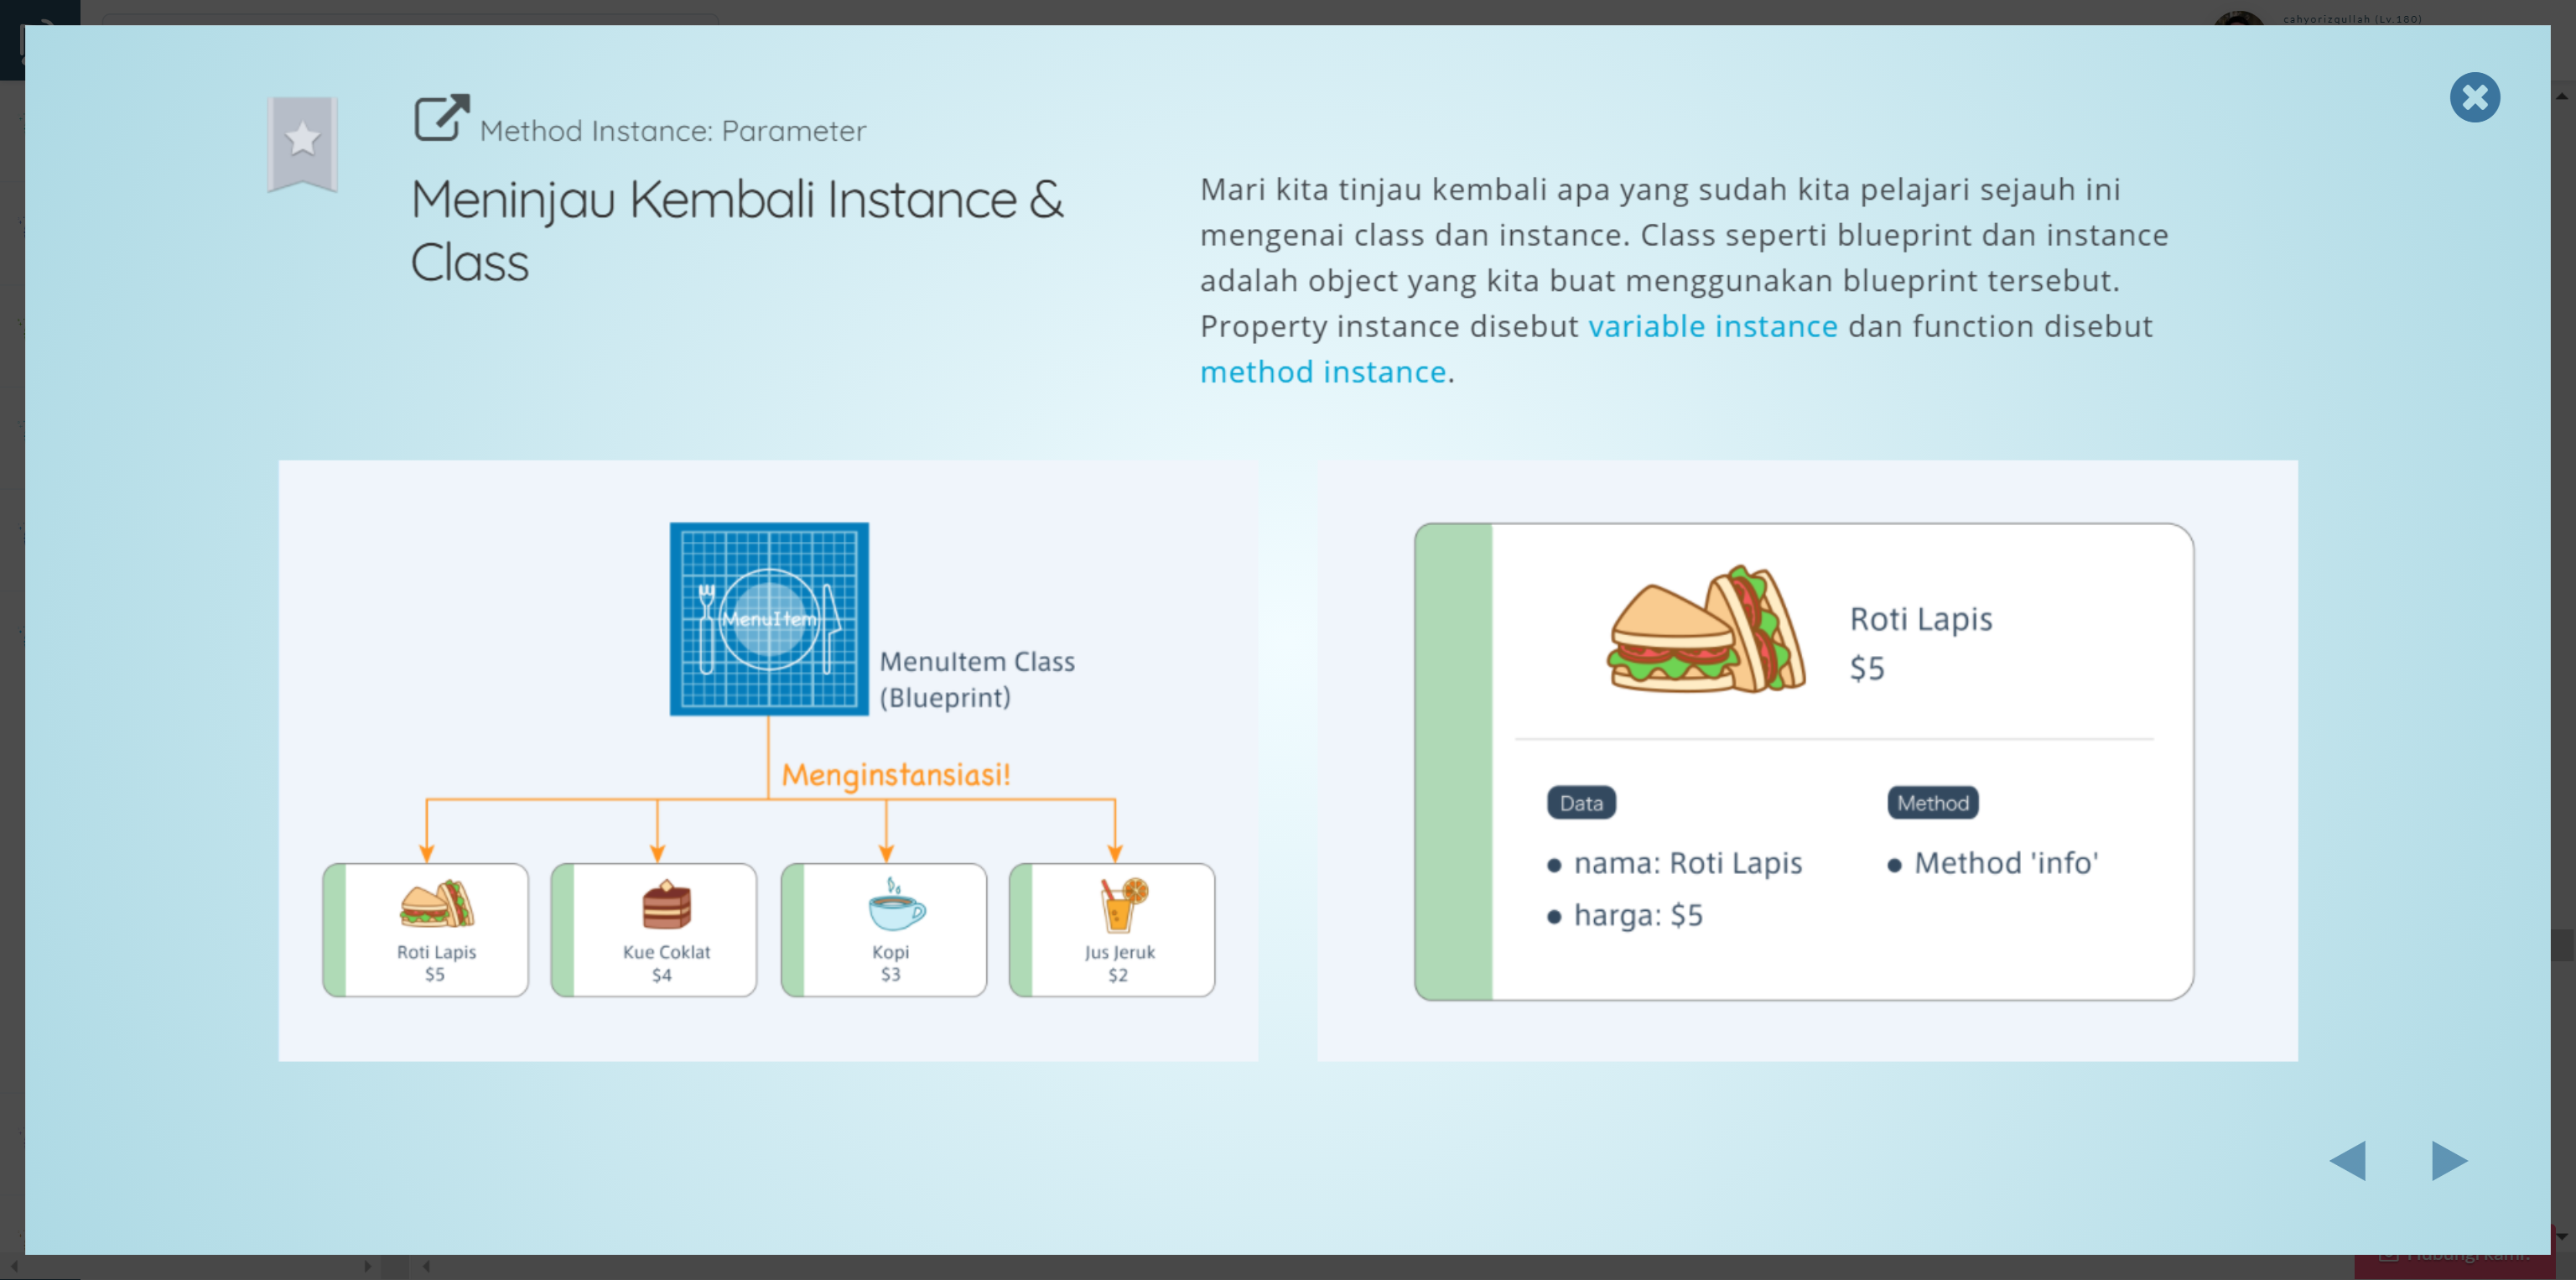 cahyorizqullah (Lv.180)
Method Instance: Parameter
Meninjau Kembali Instance &
Class
Mari kita tinjau kembali apa yang sudah kita pelajari sejauh ini
mengenai class dan instance. Class seperti blueprint dan instance
adalah object yang kita buat menggunakan blueprint tersebut.
Property instance disebut variable instance dan function disebut
method instance.
MenuItem
MenuItem Class
(Blueprint)
Menginstansiasi!
Roti Lapis
$5
Kue Coklat
$4
Kopi
$3
Jus Jeruk
$2
Roti Lapis
$5
Data
nama: Roti Lapis
harga: $5
Method
Method 'info'
Hubungi kami!